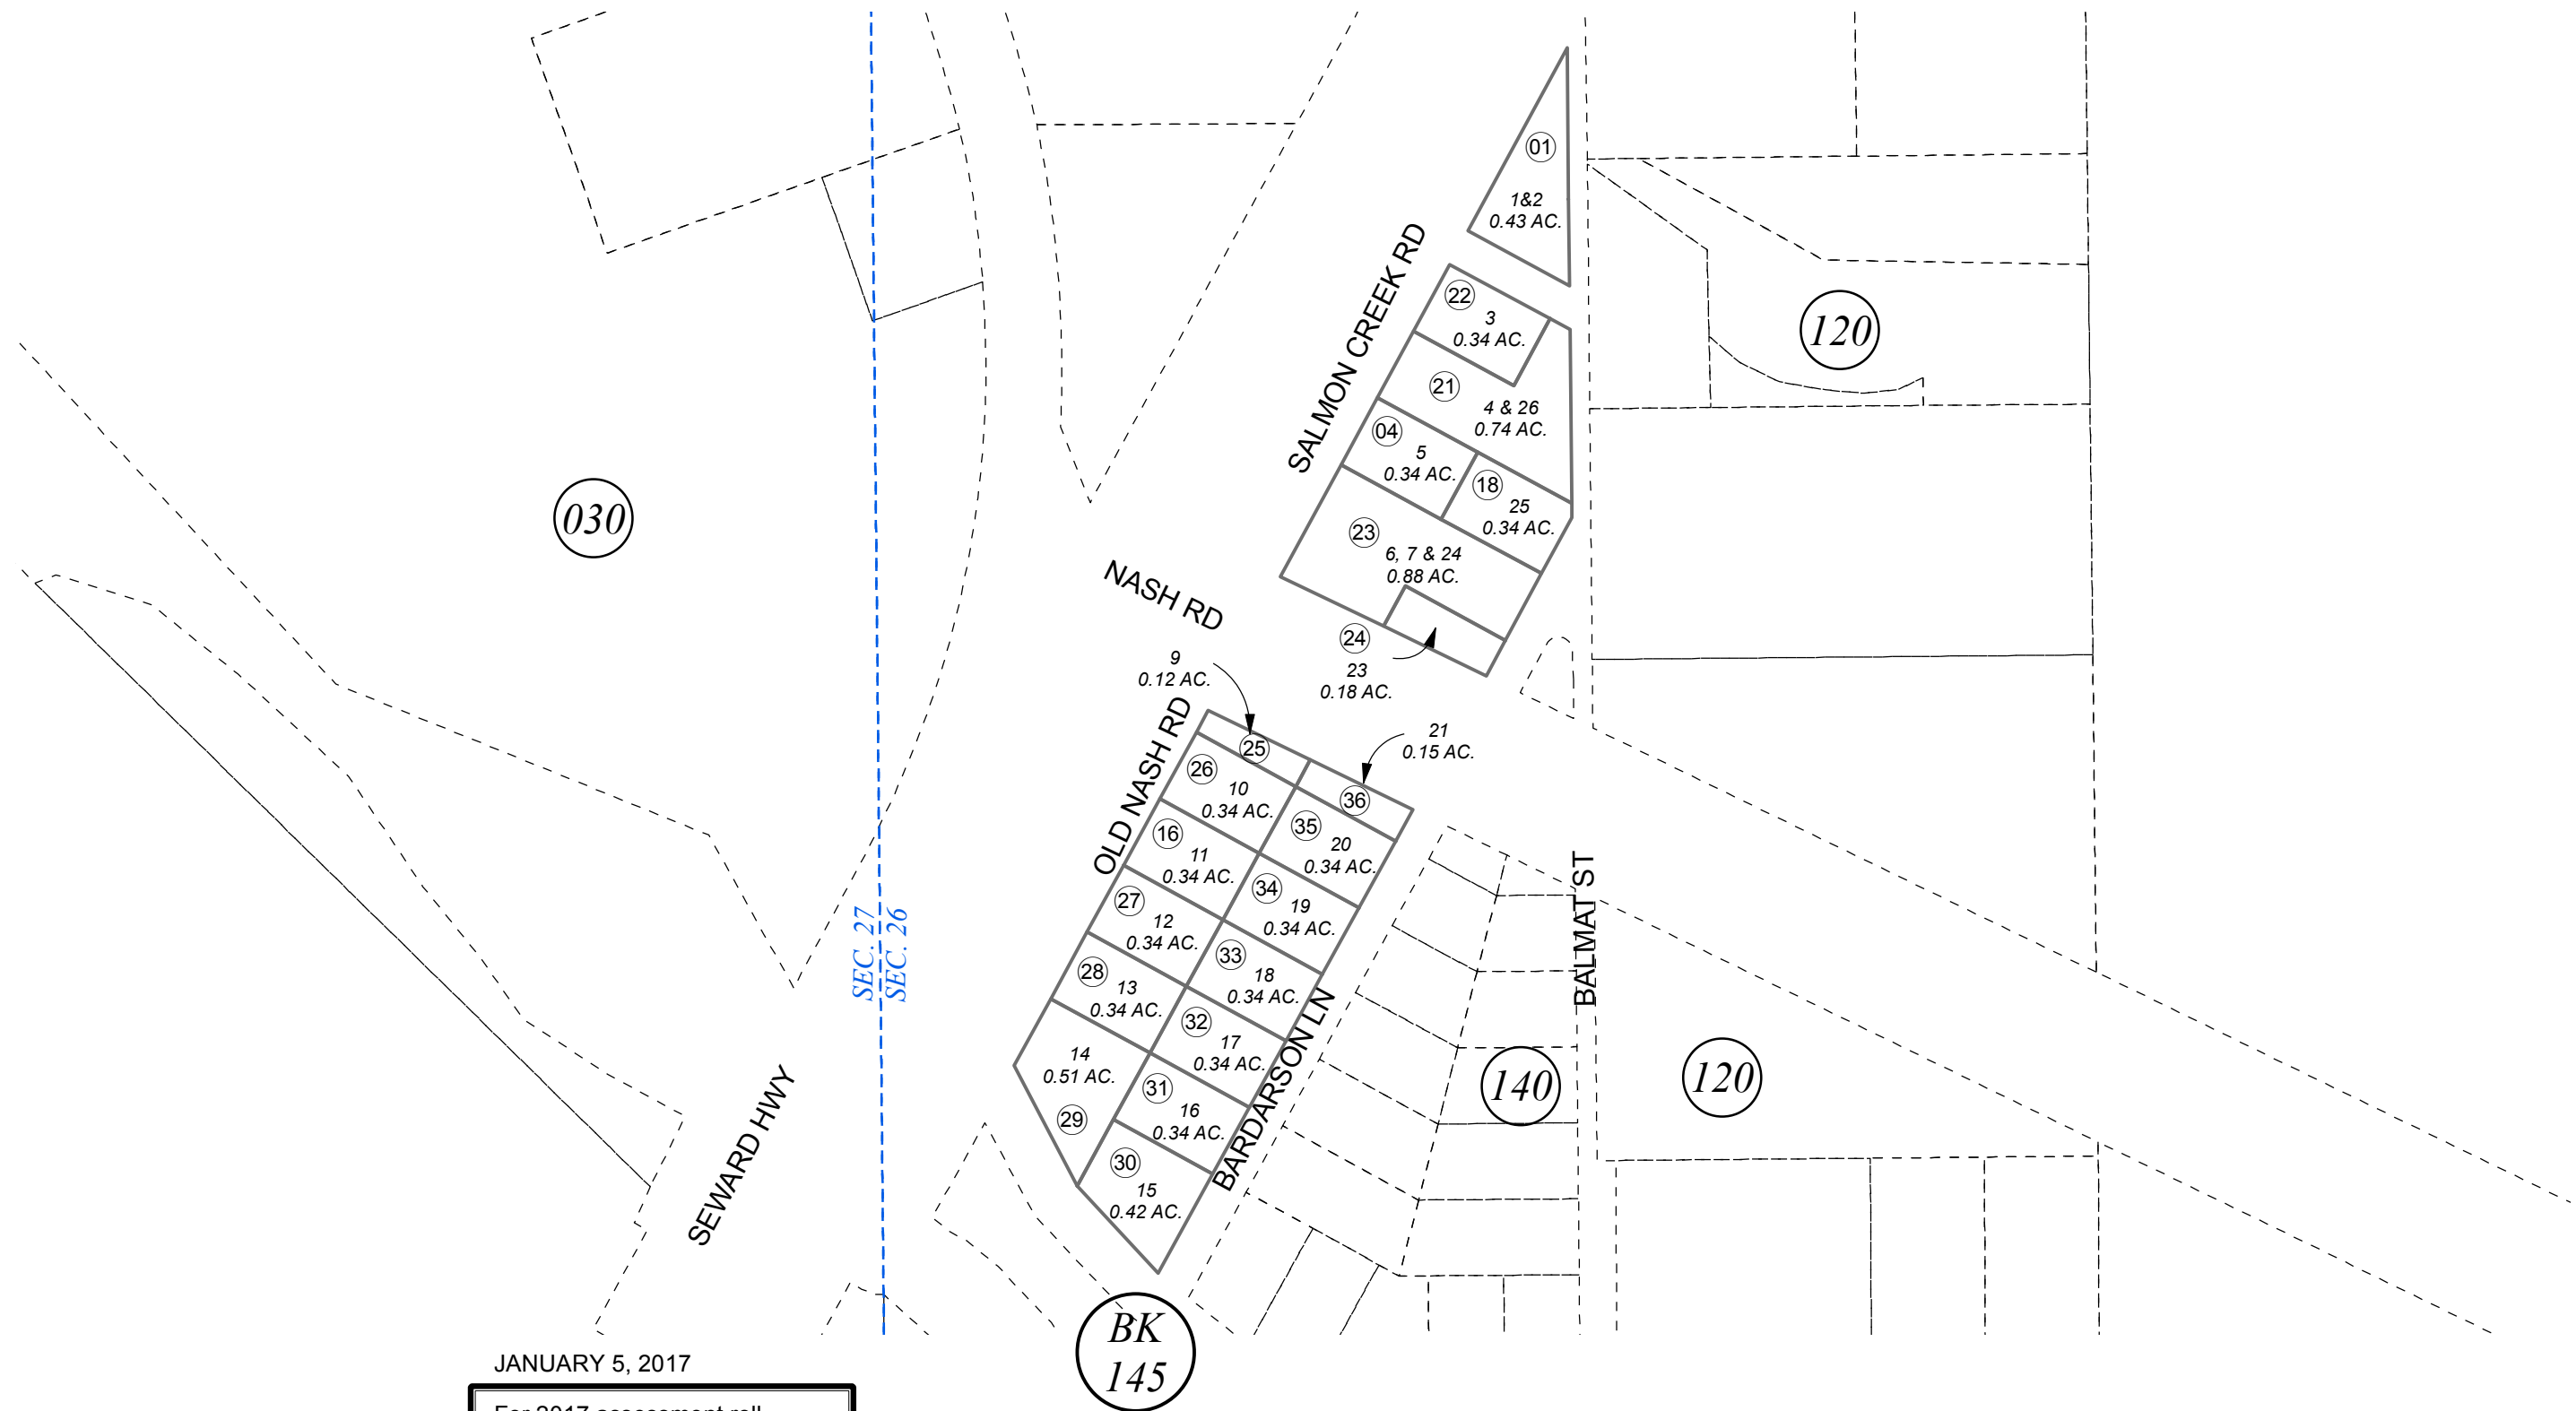 01
1&2
0.43 AC.
SALMON CREEK RD
22
3
0.34 AC.
120
21
4 & 26
0.74 AC.
04
5
0.34 AC.
18
25
0.34 AC.
030
23
6, 7 & 24
0.88 AC.
NASH RD
24
23
0.18 AC.
9
0.12 AC.
OLD NASH RD
25
21
0.15 AC.
36
26
10
0.34 AC.
35
20
0.34 AC.
16
11
0.34 AC.
34
19
0.34 AC.
27
12
0.34 AC.
33
18
0.34 AC.
28
13
0.34 AC.
32
17
0.34 AC.
14
0.51 AC.
29
31
16
0.34 AC.
30
15
0.42 AC.
BARDARSON LN
BALMAT ST
SEC. 27
SEC. 26
140
120
SEWARD HWY
BK
145
JANUARY 5, 2017
For 2017 assessment roll